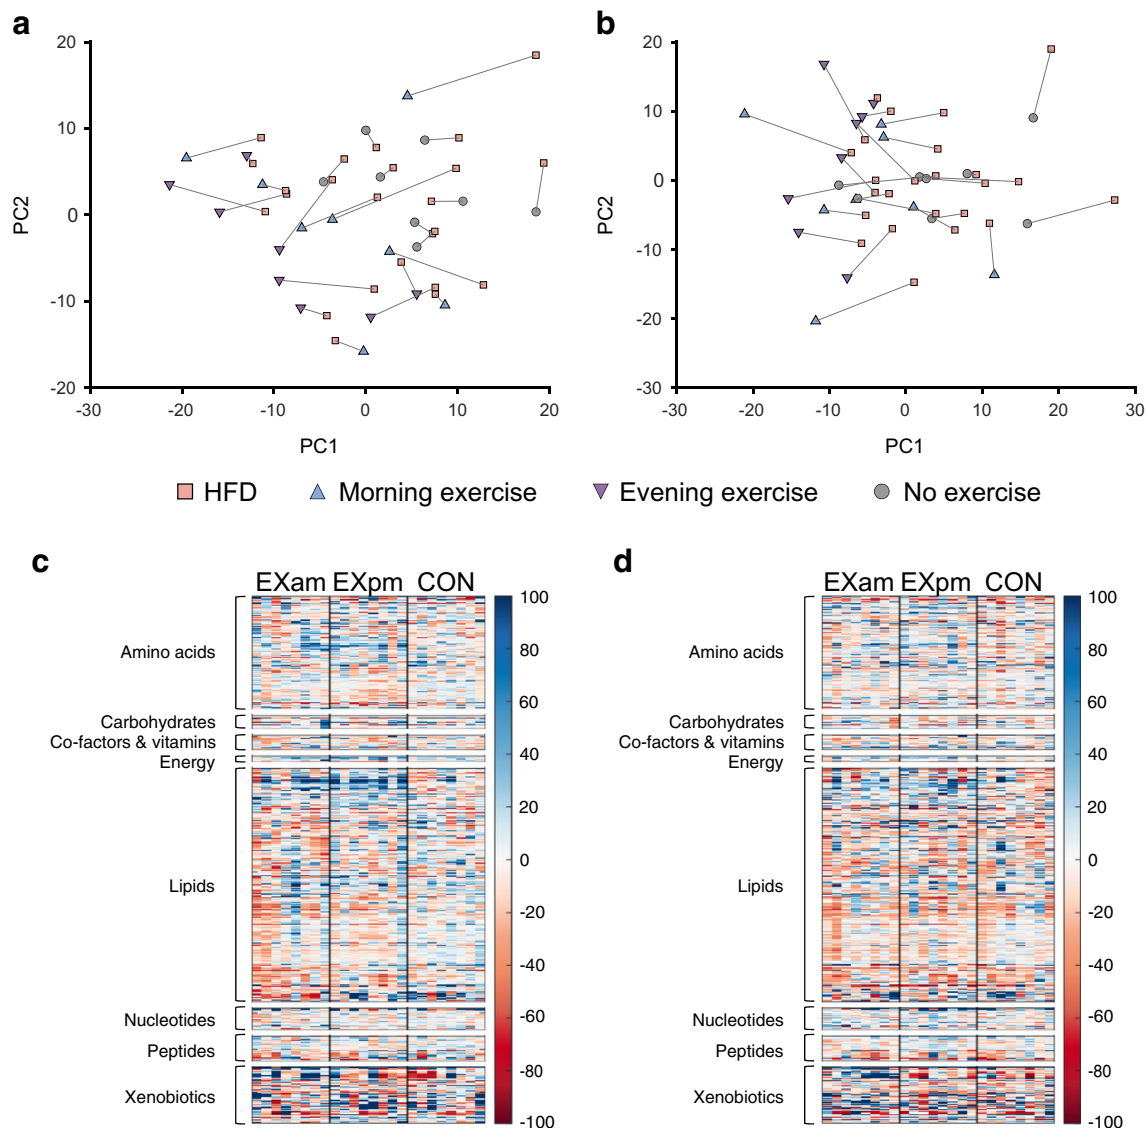 a
b
20
10
0
-10
-20
-30
-20
-10
0
10
20
PC2
PC1
20
10
0
-10
-20
-30
-30
-20
-10
0
10
20
30
PC2
PC1
HFD Morning exercise Evening exercise No exercise
c
d
EXam EXpm CON
Amino acids
Carbohydrates
Co-factors & vitamins
Energy
Lipids
Nucleotides
Peptides
Xenobiotics
100
80
60
40
20
0
-20
-40
-60
-80
-100
EXam EXpm CON
Amino acids
Carbohydrates
Co-factors & vitamins
Energy
Lipids
Nucleotides
Peptides
Xenobiotics
100
80
60
40
20
0
-20
-40
-60
-80
-100